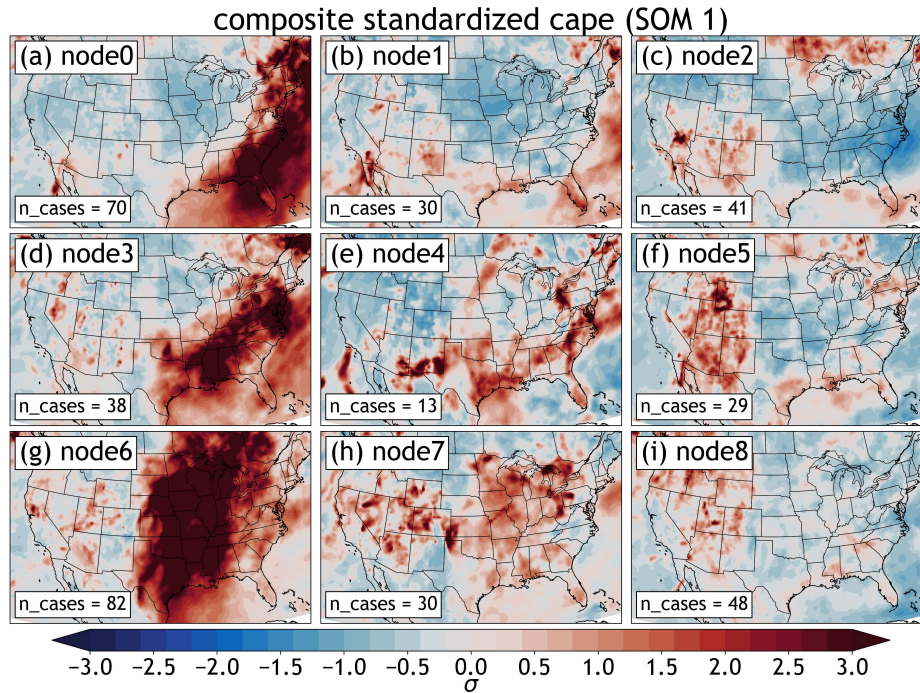 composite standardized cape (SOM 1)
(a) node0
(b) node1
(c) node2
n_cases = 70
n_cases = 30
n_cases = 41
(d) node3
(e) node4
(f) node5
n_cases = 38
n_cases = 13
n_cases = 29
(g) node6
(h) node7
(i) node8
n_cases = 82
n_cases = 30
n_cases = 48
−3.0 −2.5 −2.0 −1.5 −1.0 −0.5 0.0 0.5 1.0 1.5 2.0 2.5 3.0
σ